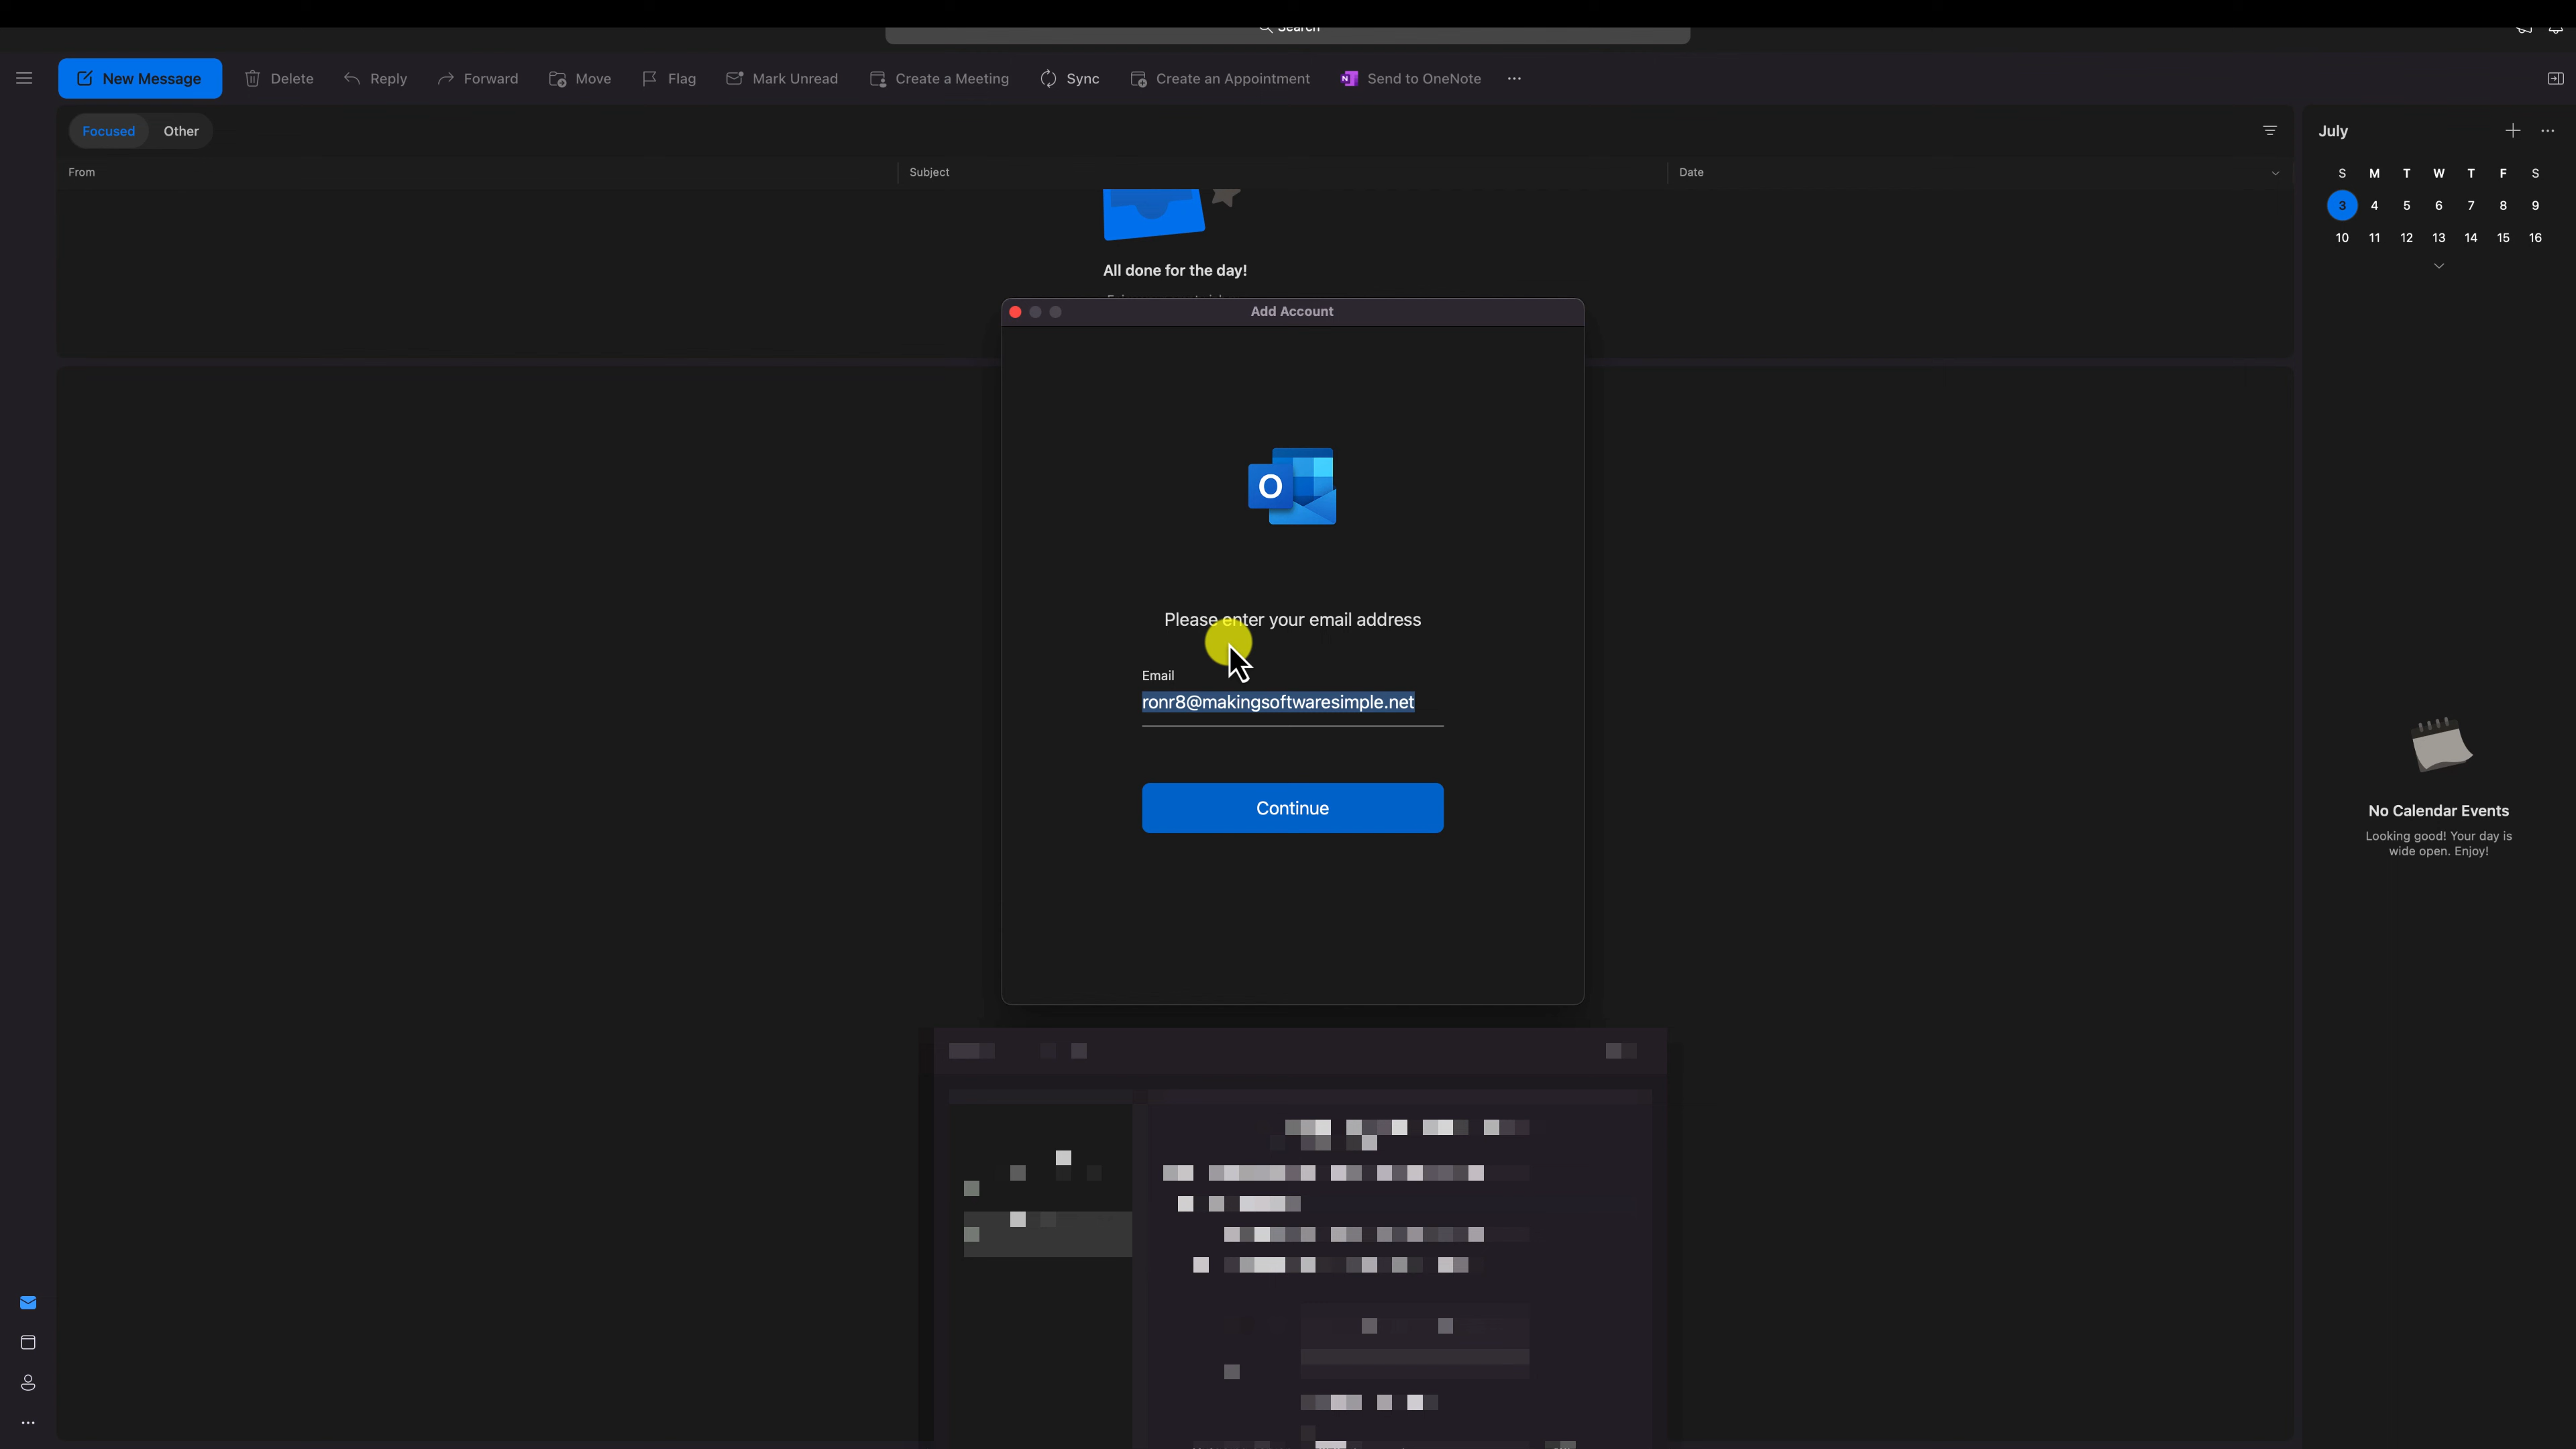 Search
New Message
Delete
Reply
Forward
Move
Flag
Mark Unread
Create a Meeting
Sync
Create an Appointment
N
Send to OneNote
Focused
Other
From
Subject
Date
All done for the day!
July
S M T W T F S
3 4 5 6 7 8 9
10 11 12 13 14 15 16
Add Account
O
Please enter your email address
Email
ronr8@makingsoftwaresimple.net
Continue
No Calendar Events
Looking good! Your day is
wide open. Enjoy!